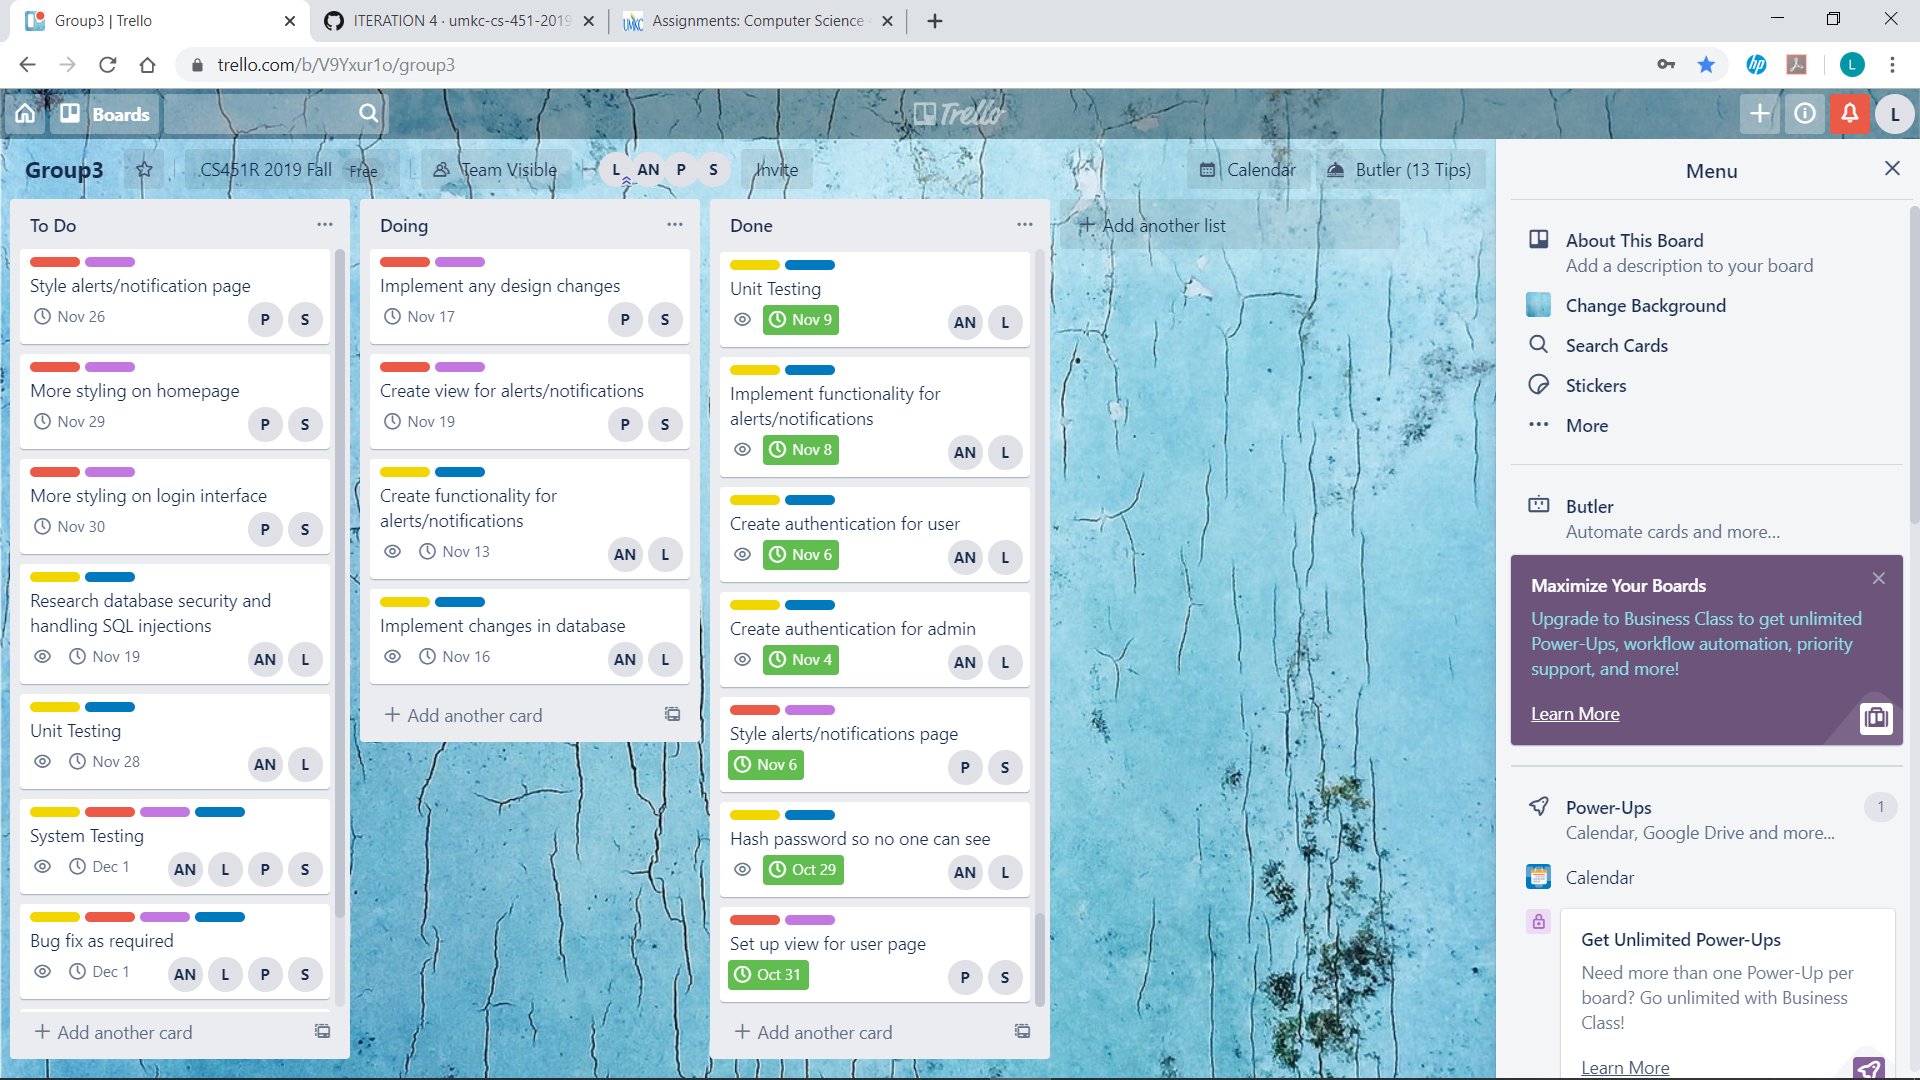 Group3 | Trello
ITERATION 4 · umkc-cs-451-2019
Assignments: Computer Science
trello.com/b/V9Yxur1o/group3
L
Boards
Trello
L
Group3
CS451R 2019 Fall Free
Team Visible
L AN P S
Invite
Calendar
Butler (13 Tips)
To Do
Style alerts/notification page
Nov 26
P S
More styling on homepage
Nov 29
P S
More styling on login interface
Nov 30
P S
Research database security and
handling SQL injections
Nov 19
AN L
Unit Testing
Nov 28
AN L
System Testing
Dec 1
AN L P S
Bug fix as required
Dec 1
AN L P S
+ Add another card
Doing
Implement any design changes
Nov 17
P S
Create view for alerts/notifications
Nov 19
P S
Create functionality for
alerts/notifications
Nov 13
AN L
Implement changes in database
Nov 16
AN L
+ Add another card
Done
Unit Testing
Nov 9
AN L
Implement functionality for
alerts/notifications
Nov 8
AN L
Create authentication for user
Nov 6
AN L
Create authentication for admin
Nov 4
AN L
Style alerts/notifications page
Nov 6
P S
Hash password so no one can see
Oct 29
AN L
Set up view for user page
Oct 31
P S
+ Add another card
+ Add another list
Menu
About This Board
Add a description to your board
Change Background
Search Cards
Stickers
More
Butler
Automate cards and more...
Maximize Your Boards
Upgrade to Business Class to get unlimited
Power-Ups, workflow automation, priority
support, and more!
Learn More
Power-Ups
1
Calendar, Google Drive and more...
Calendar
Get Unlimited Power-Ups
Need more than one Power-Up per
board? Go unlimited with Business
Class!
Learn More